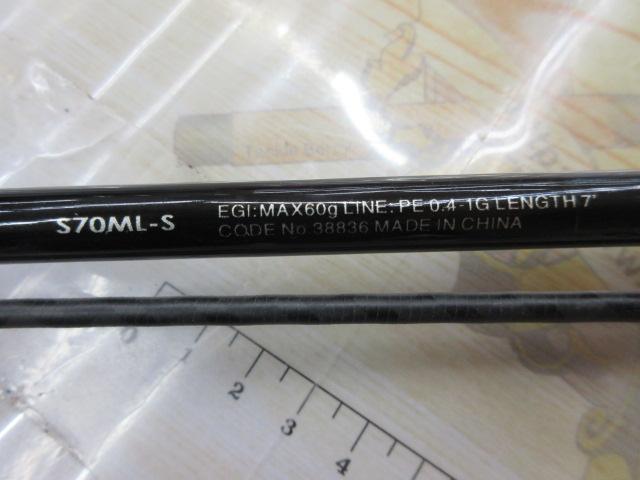 S70ML-S
EGI:MAX60g LINE:PE 0.4-1G LENGTH 7'
CODE No.38836 MADE IN CHINA
0 1 2 3 4